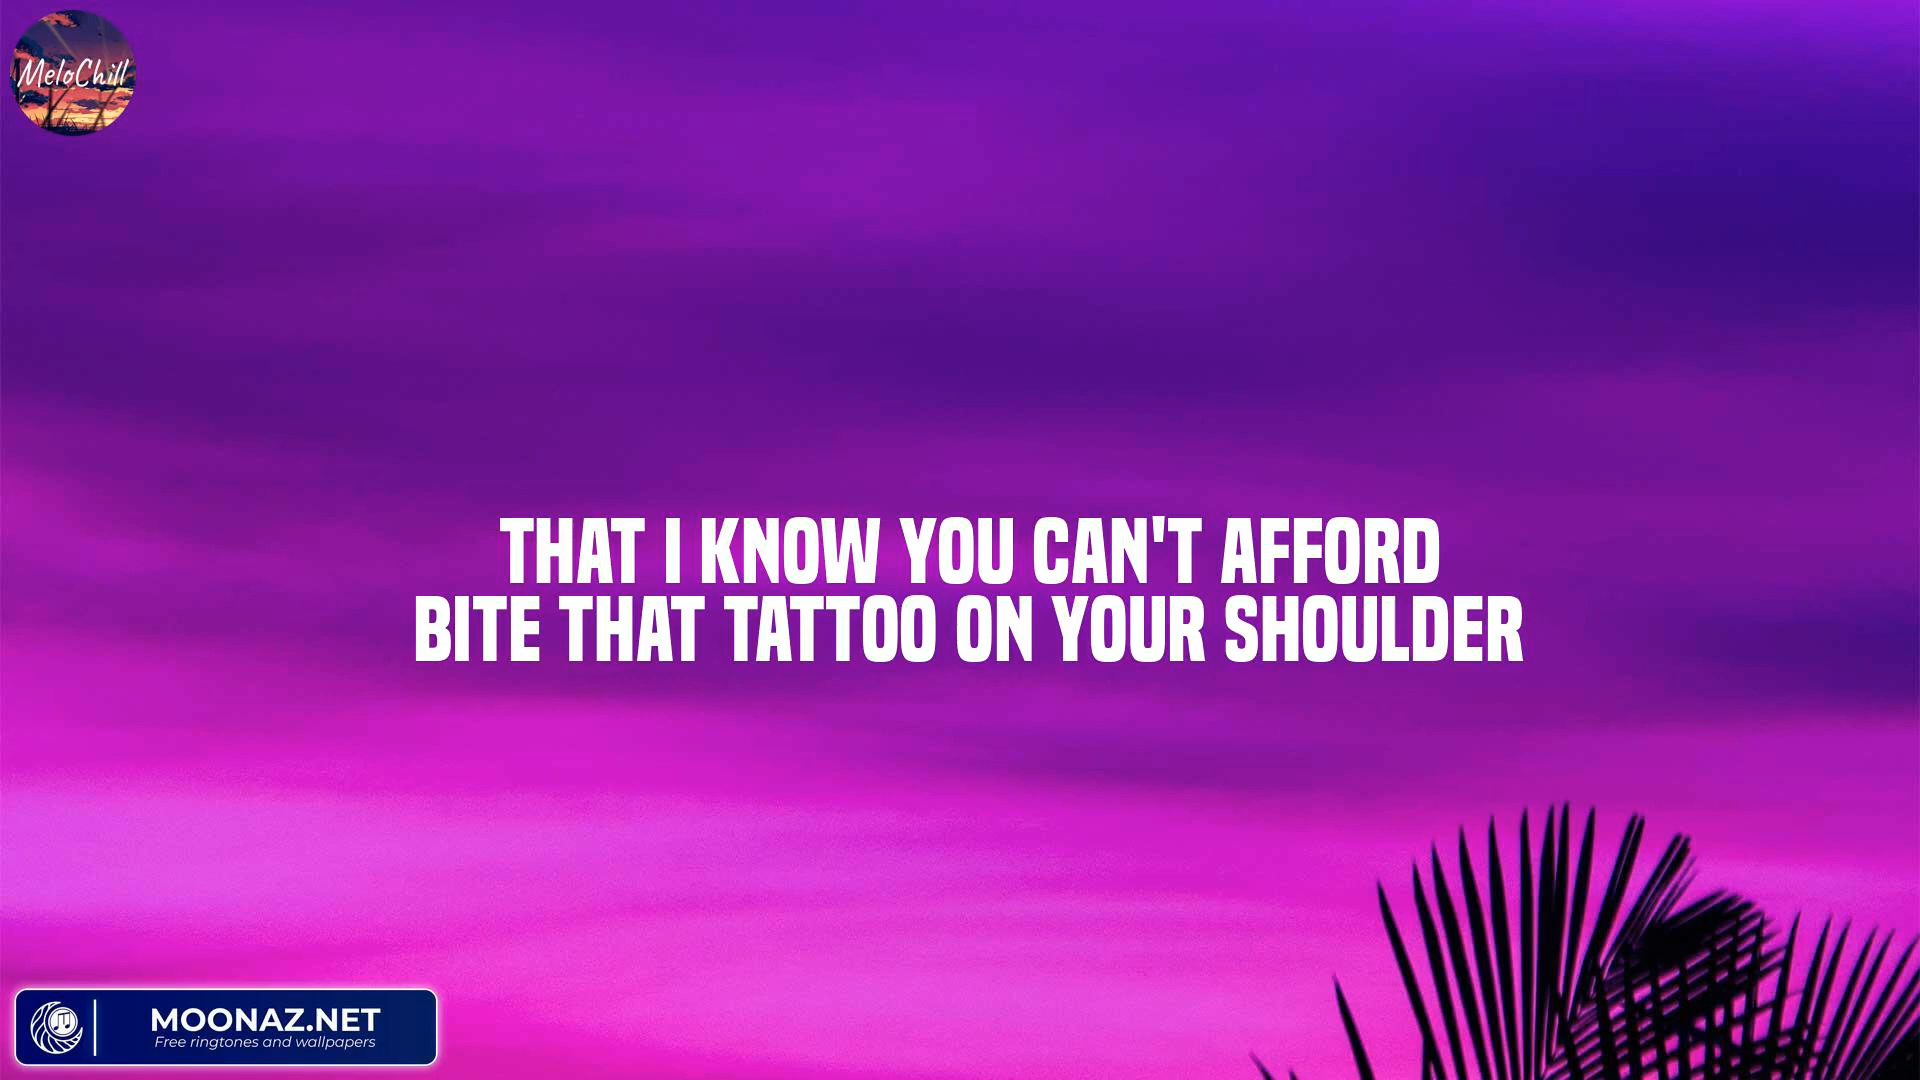 MeloChill
THAT I KNOW YOU CAN'T AFFORD
BITE THAT TATTOO ON YOUR SHOULDER
MOONAZ.NET
Free ringtones and wallpapers